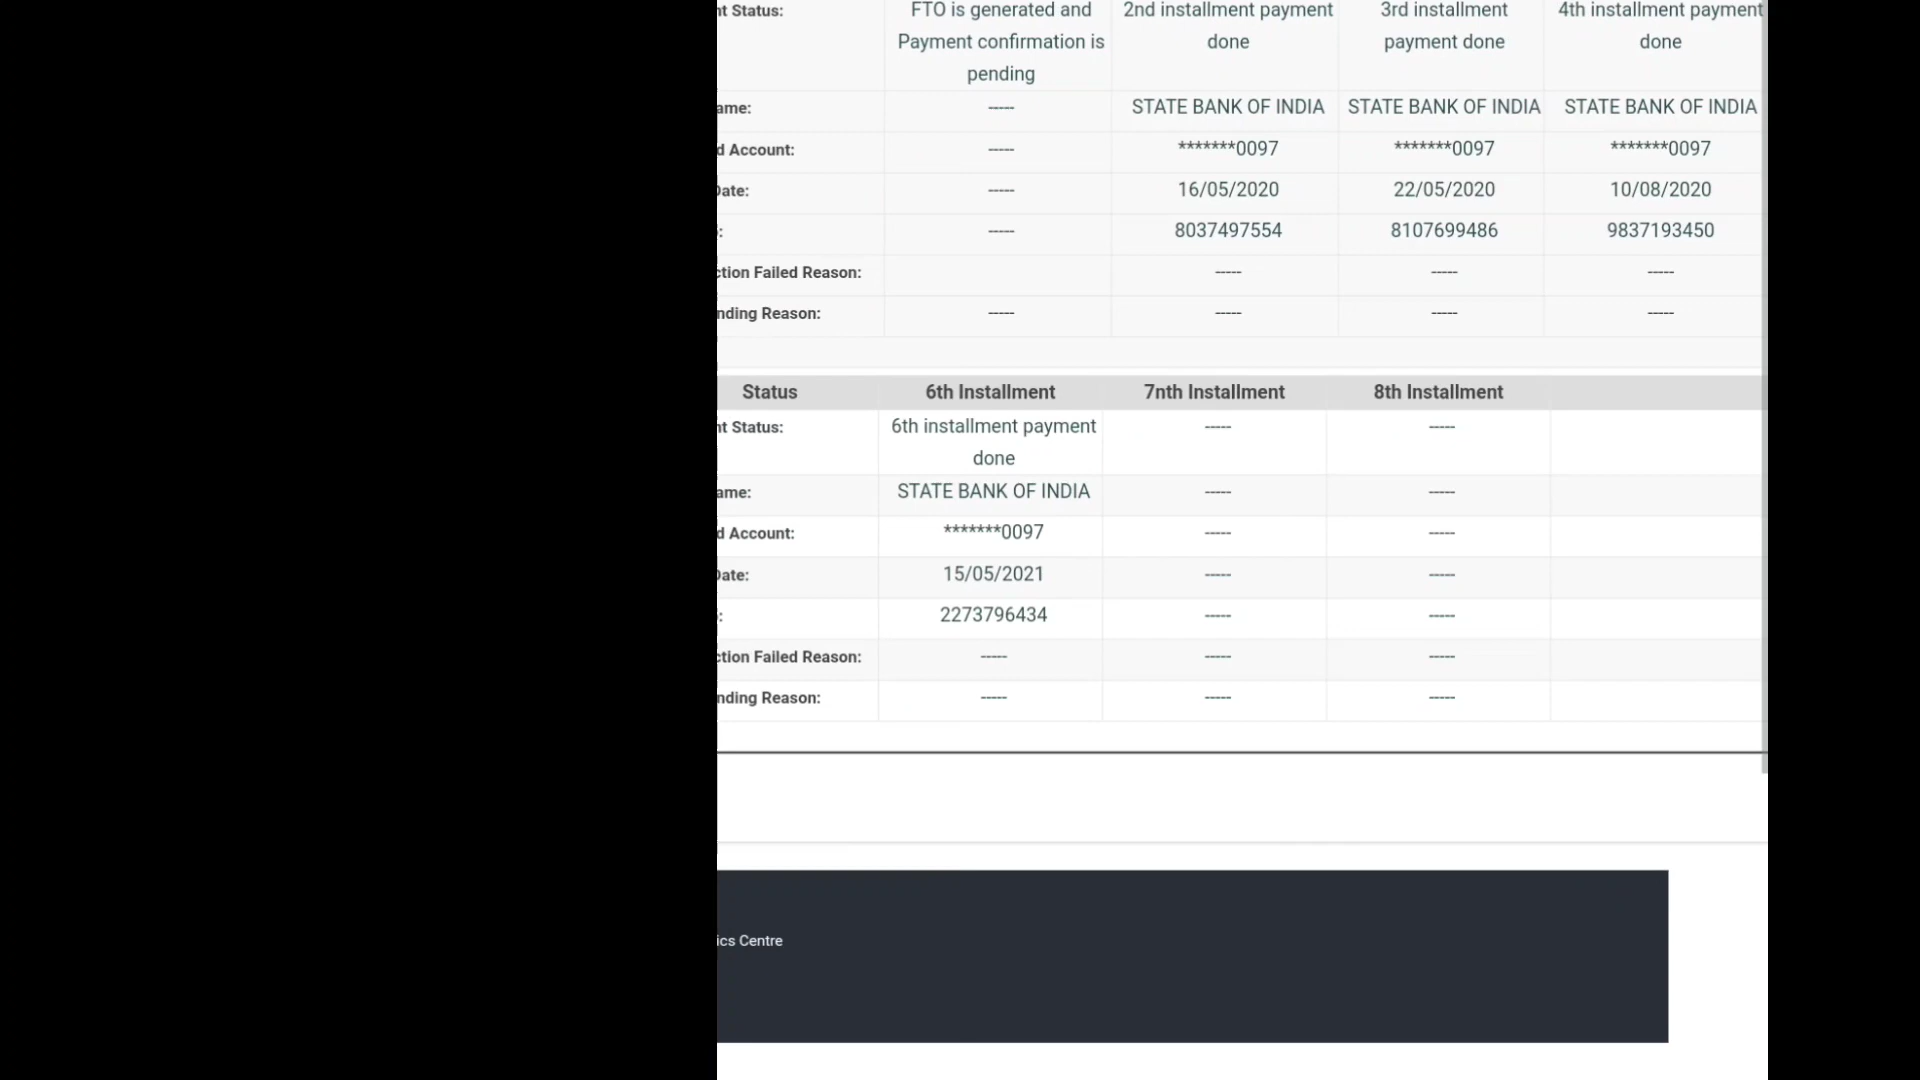 nt Status: FTO is generated and 2nd installment payment 3rd installment 4th installment payment
Payment confirmation is done payment done done
pending
ame: ----- STATE BANK OF INDIA STATE BANK OF INDIA STATE BANK OF INDIA
d Account: ----- *******0097 *******0097 *******0097
Date: ----- 16/05/2020 22/05/2020 10/08/2020
: ----- 8037497554 8107699486 9837193450
ction Failed Reason: ----- ----- -----
nding Reason: ----- ----- ----- -----
Status 6th Installment 7nth Installment 8th Installment
nt Status: 6th installment payment ----- -----
done
ame: STATE BANK OF INDIA ----- -----
d Account: *******0097 ----- -----
Date: 15/05/2021 ----- -----
: 2273796434 ----- -----
ction Failed Reason: ----- ----- -----
nding Reason: ----- ----- -----
ics Centre